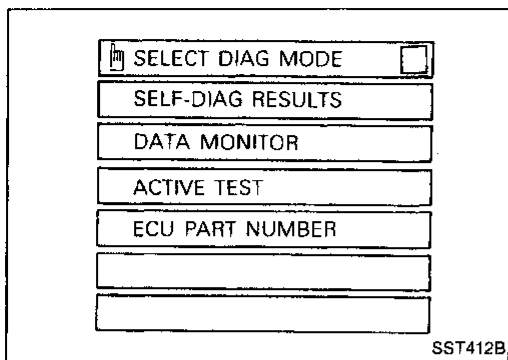 SELECT DIAG MODE
SELF-DIAG RESULTS
DATA MONITOR
ACTIVE TEST
ECU PART NUMBER
SST412B